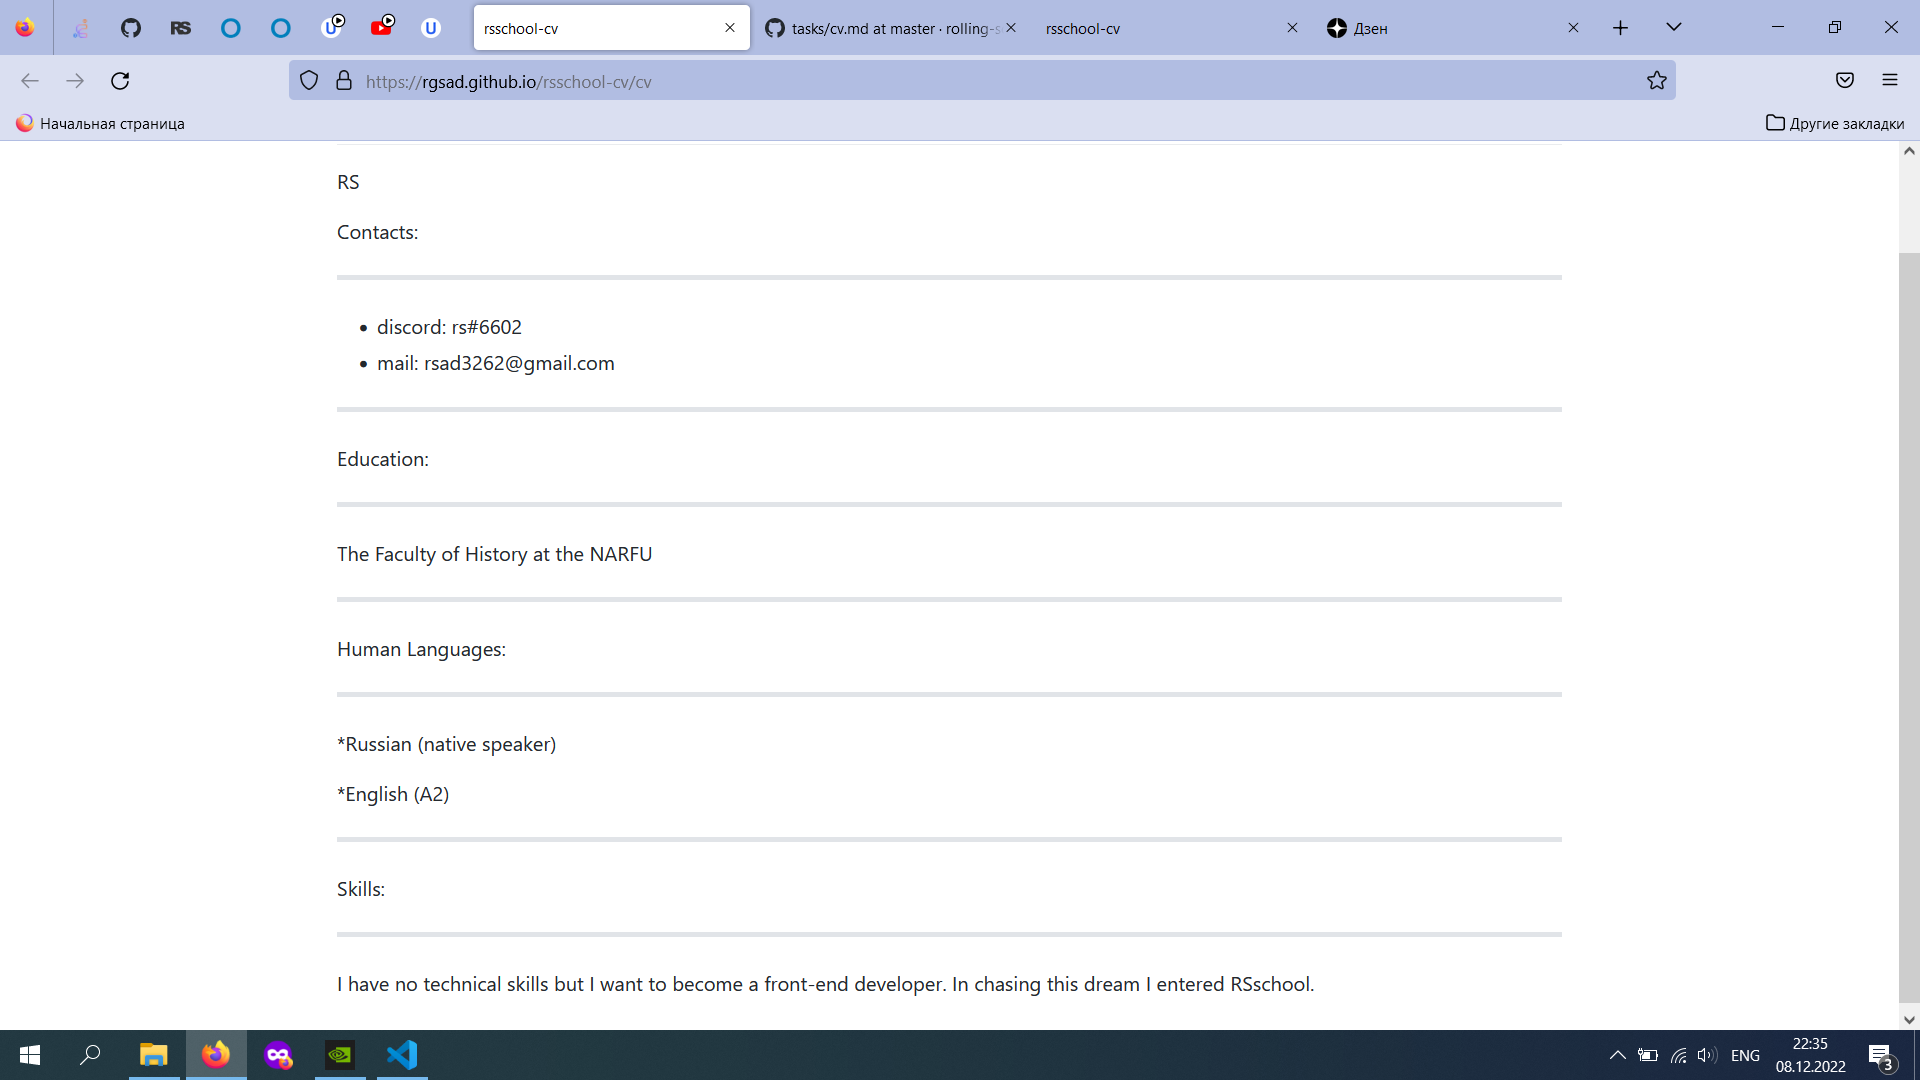 RS
U
U
rsschool-cv
tasks/cv.md at master · rolling-s
rsschool-cv
Дзен
https://rgsad.github.io/rsschool-cv/cv
Начальная страница
Другие закладки
RS
Contacts:
discord: rs#6602
mail: rsad3262@gmail.com
Education:
The Faculty of History at the NARFU
Human Languages:
*Russian (native speaker)
*English (A2)
Skills:
I have no technical skills but I want to become a front-end developer. In chasing this dream I entered RSschool.
ENG
22:35
08.12.2022
3